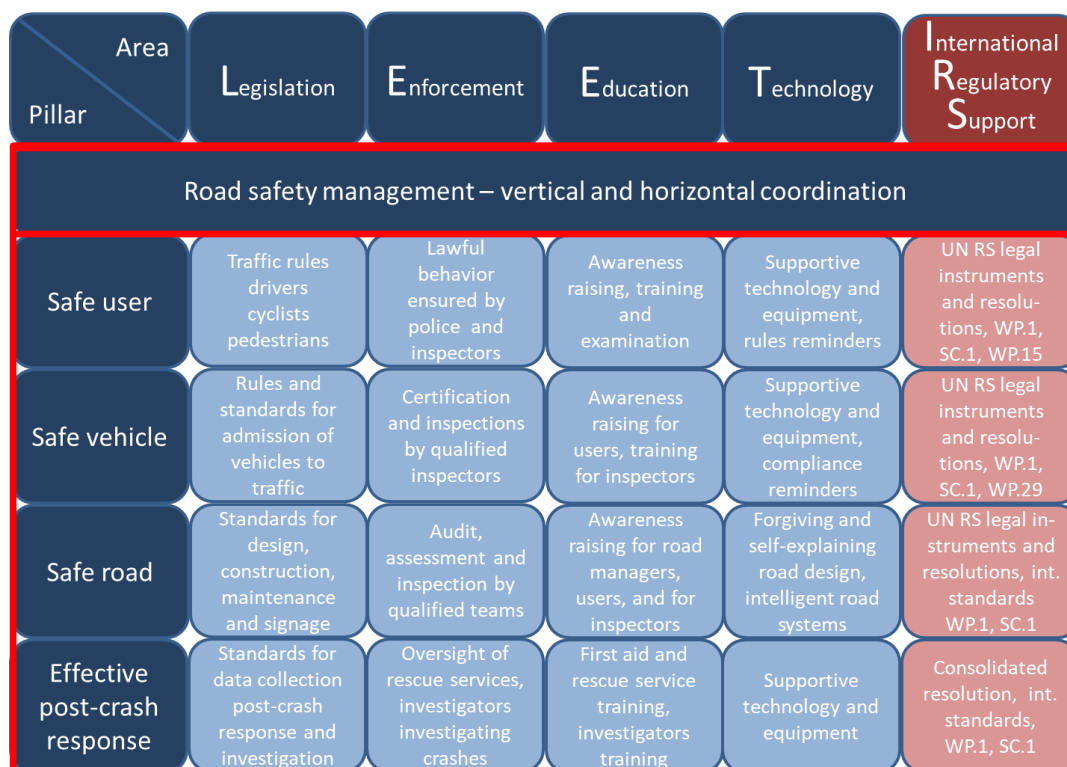 Area
Pillar
Legislation
Enforcement
Education
Technology
International
Regulatory
Support
Road safety management – vertical and horizontal coordination
Safe user
Traffic rules
drivers
cyclists
pedestrians
Lawful
behavior
ensured by
police and
inspectors
Awareness
raising, training
and
examination
Supportive
technology and
equipment,
rules reminders
UN RS legal
instruments
and resolu-
tions, WP.1,
SC.1, WP.15
Safe vehicle
Rules and
standards for
admission of
vehicles to
traffic
Certification
and inspections
by qualified
inspectors
Awareness
raising for
users, training
for inspectors
Supportive
technology and
equipment,
compliance
reminders
UN RS legal
instruments
and resolu-
tions, WP.1,
SC.1, WP.29
Safe road
Standards for
design,
construction,
maintenance
and signage
Audit,
assessment and
inspection by
qualified teams
Awareness
raising for road
managers,
users, and for
inspectors
Forgiving and
self-explaining
road design,
intelligent road
systems
UN RS legal in-
struments and
resolutions, int.
standards
WP.1, SC.1
Effective
post-crash
response
Standards for
data collection
post-crash
response and
investigation
Oversight of
rescue services,
investigators
investigating
crashes
First aid and
rescue service
training,
investigators
training
Supportive
technology and
equipment
Consolidated
resolution, int.
standards,
WP.1, SC.1